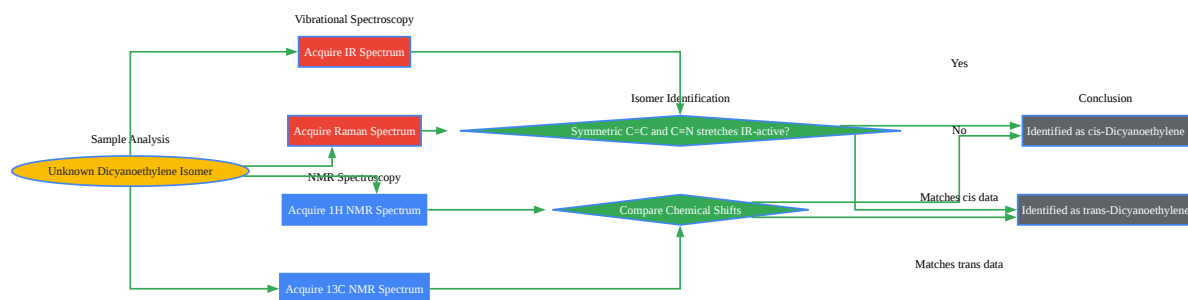 Vibrational Spectroscopy
Acquire IR Spectrum
Yes
Isomer Identification
Conclusion
Acquire Raman Spectrum
Symmetric C=C and C≡N stretches IR-active?
No
Identified as cis-Dicyanoethylene
Sample Analysis
Unknown Dicyanoethylene Isomer
NMR Spectroscopy
Matches cis data
Acquire 1H NMR Spectrum
Compare Chemical Shifts
Identified as trans-Dicyanoethylene
Matches trans data
Acquire 13C NMR Spectrum